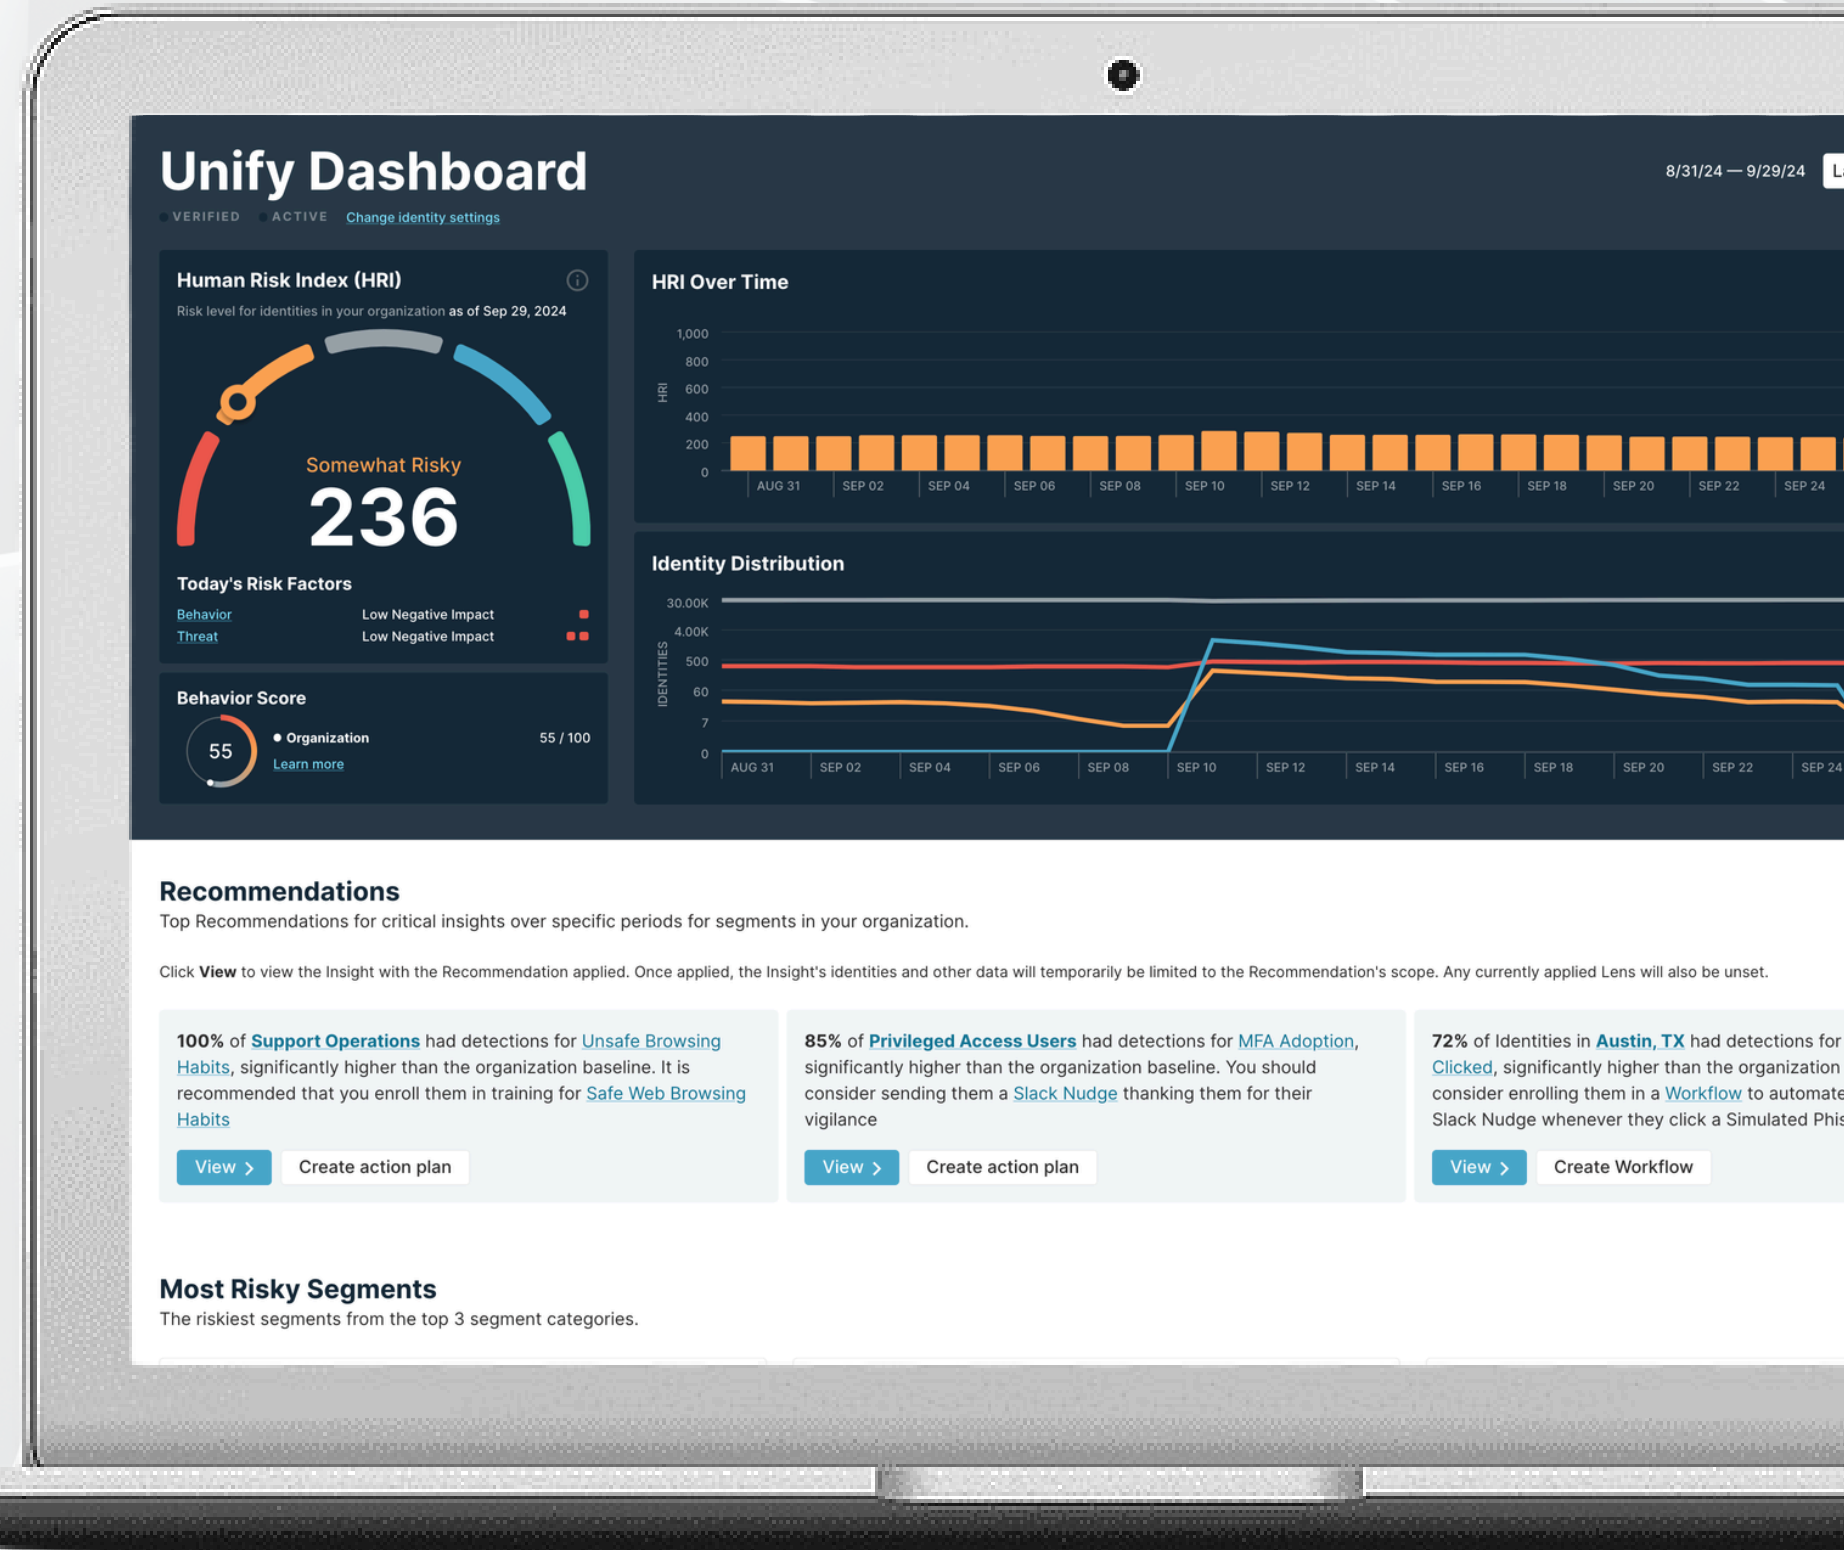 Unify Dashboard
8/31/24 — 9/29/24
VERIFIED ACTIVE Change identity settings
Human Risk Index (HRI)
Risk level for identities in your organization as of Sep 29, 2024
Somewhat Risky
236
Today's Risk Factors
Behavior Low Negative Impact
Threat Low Negative Impact
Behavior Score
55
Organization 55 / 100
Learn more
HRI Over Time
HRI
1,000
800
600
400
200
0
AUG 31 SEP 02 SEP 04 SEP 06 SEP 08 SEP 10 SEP 12 SEP 14 SEP 16 SEP 18 SEP 20 SEP 22 SEP 24
Identity Distribution
IDENTITIES
30.00K
4.00K
500
60
7
0
AUG 31 SEP 02 SEP 04 SEP 06 SEP 08 SEP 10 SEP 12 SEP 14 SEP 16 SEP 18 SEP 20 SEP 22 SEP 24
Recommendations
Top Recommendations for critical insights over specific periods for segments in your organization.
Click View to view the Insight with the Recommendation applied. Once applied, the Insight's identities and other data will temporarily be limited to the Recommendation's scope. Any currently applied Lens will also be unset.
100% of Support Operations had detections for Unsafe Browsing
Habits, significantly higher than the organization baseline. It is
recommended that you enroll them in training for Safe Web Browsing
Habits
View Create action plan
85% of Privileged Access Users had detections for MFA Adoption,
significantly higher than the organization baseline. You should
consider sending them a Slack Nudge thanking them for their
vigilance
View Create action plan
72% of Identities in Austin, TX had detections for
Clicked, significantly higher than the organization
consider enrolling them in a Workflow to automate
Slack Nudge whenever they click a Simulated
View Create Workflow
Most Risky Segments
The riskiest segments from the top 3 segment categories.